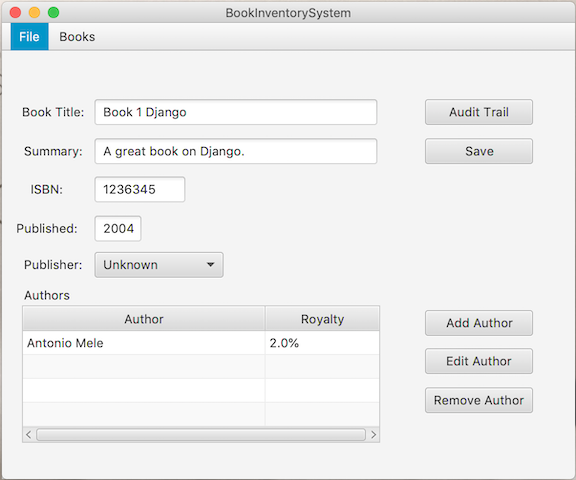 BookInventorySystem
File Books
Book Title: Book 1 Django Audit Trail
Summary: A great book on Django. Save
ISBN: 1236345
Published: 2004
Publisher: Unknown
Authors
Author Royalty
Antonio Mele 2.0%
Add Author
Edit Author
Remove Author